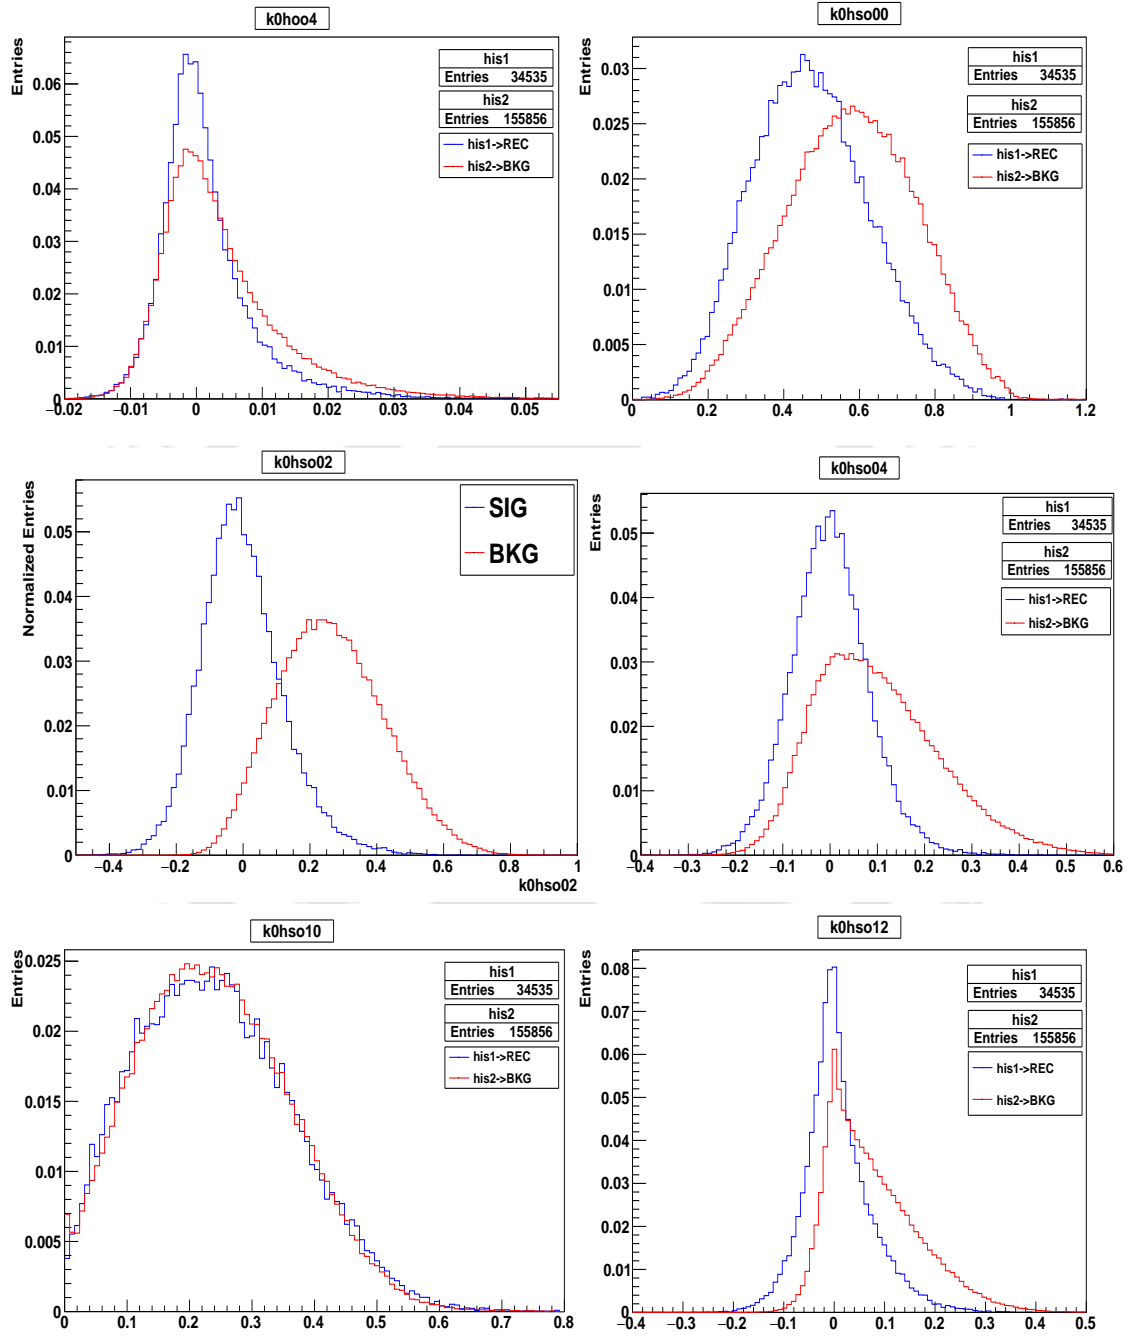 k0hoo4
Entries
his1
Entries 34535
his2
Entries 155856
his1->REC
his2->BKG
0.06
0.05
0.04
0.03
0.02
0.01
0
−0.02 −0.01 0 0.01 0.02 0.03 0.04 0.05
k0hso00
Entries
his1
Entries 34535
his2
Entries 155856
his1->REC
his2->BKG
0.03
0.025
0.02
0.015
0.01
0.005
0
0 0.2 0.4 0.6 0.8 1 1.2
k0hso02
Normalized Entries
SIG
BKG
0.05
0.04
0.03
0.02
0.01
0
−0.4 −0.2 0 0.2 0.4 0.6 0.8 1
k0hso02
k0hso04
Entries
his1
Entries 34535
his2
Entries 155856
his1->REC
his2->BKG
0.05
0.04
0.03
0.02
0.01
0
−0.4 −0.3 −0.2 −0.1 0 0.1 0.2 0.3 0.4 0.5 0.6
k0hso10
Entries
his1
Entries 34535
his2
Entries 155856
his1->REC
his2->BKG
0.025
0.02
0.015
0.01
0.005
0
0 0.1 0.2 0.3 0.4 0.5 0.6 0.7 0.8
k0hso12
Entries
his1
Entries 34535
his2
Entries 155856
his1->REC
his2->BKG
0.08
0.07
0.06
0.05
0.04
0.03
0.02
0.01
0
−0.4 −0.3 −0.2 −0.1 0 0.1 0.2 0.3 0.4 0.5